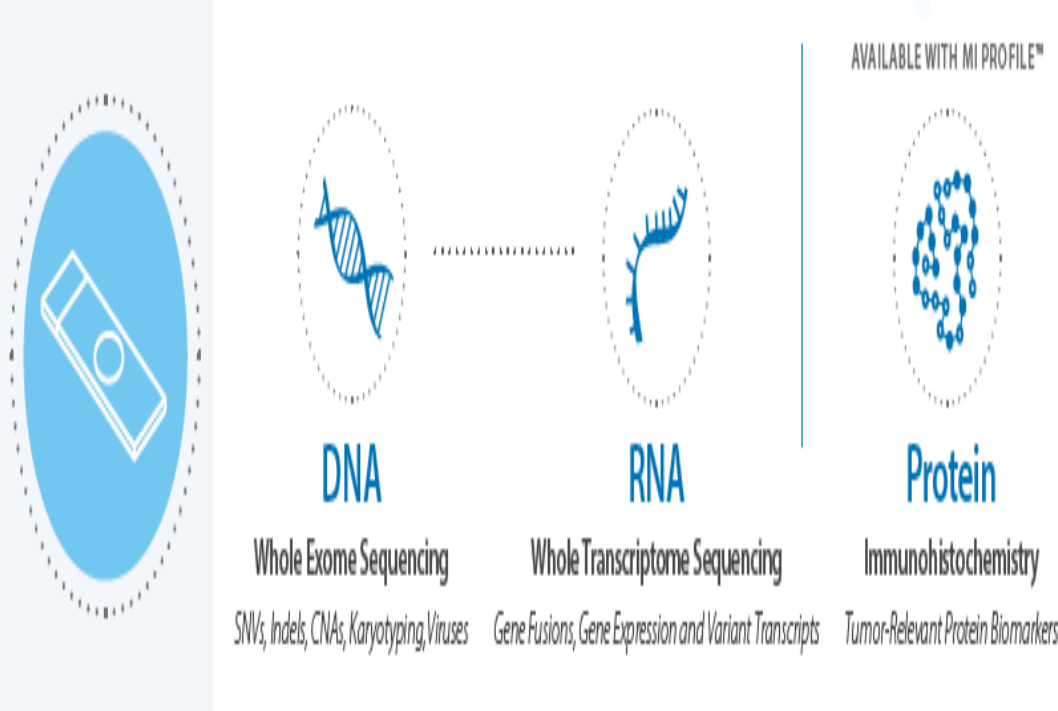 AVAILABLE WITH MI PROFILE™
DNA
Whole Exome Sequencing
SNVs, Indels, CNAs, Karyotyping,Viruses
RNA
Whole Transcriptome Sequencing
Gene Fusions, Gene Expression and Variant Transcripts
Protein
Immunohistochemistry
Tumor-Relevant Protein Biomarkers